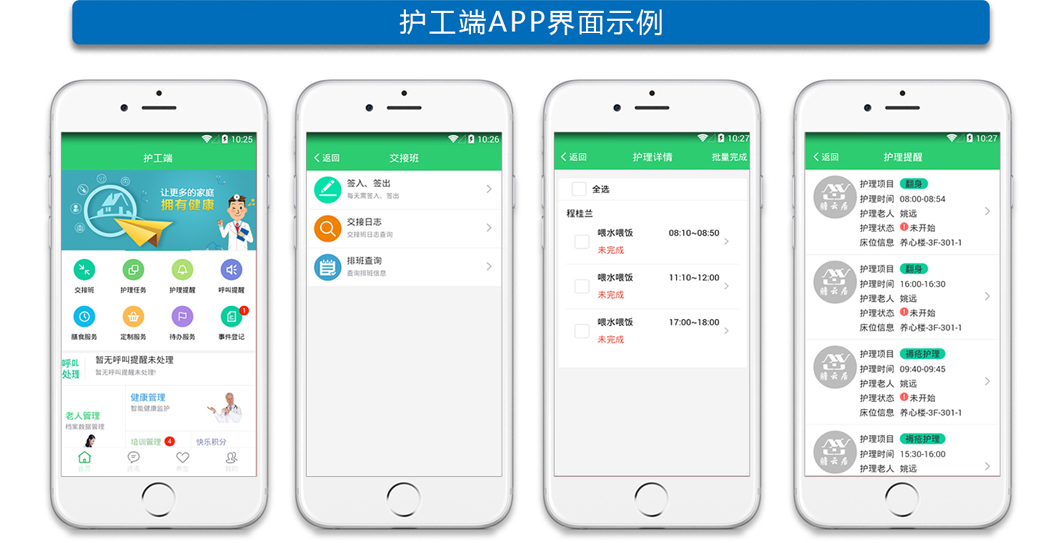 护工端APP界面示例
10:25
护工端
让更多的家庭
拥有健康
交接班
护理任务
护理提醒
呼叫提醒
膳食服务
定制服务
待办服务
事件登记
1
呼叫
处理
暂无呼叫提醒未处理
暂无呼叫提醒未处理!
老人管理
档案数据管理
健康管理
智能健康监护
培训管理
4
快乐积分
首页
养生
我的
10:26
返回
交接班
签入、签出
每天需签入、签出
交接日志
交接班日志查询
排班查询
查询排班信息
10:27
返回
护理详情
批量完成
全选
程桂兰
喂水喂饭
08:10~08:50
未完成
喂水喂饭
11:10~12:00
未完成
喂水喂饭
17:00~18:00
未完成
10:27
返回
护理提醒
护理项目 翻身
护理时间 08:00-08:54
护理老人 姚远
护理状态 未开始
床位信息 养心楼-3F-301-1
护理项目 翻身
护理时间 16:00-16:30
护理老人 姚远
护理状态 未开始
床位信息 养心楼-3F-301-1
护理项目 褥疮护理
护理时间 09:40-09:45
护理老人 姚远
护理状态 未开始
床位信息 养心楼-3F-301-1
护理项目 褥疮护理
护理时间 15:30-16:00
护理老人 姚远